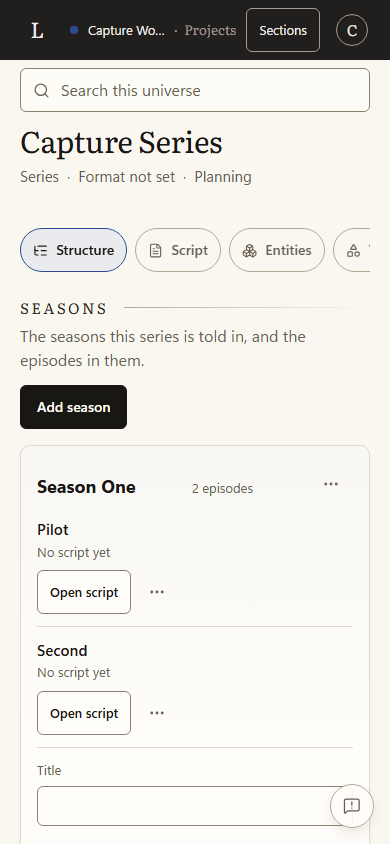 L Capture Wo... · Projects Sections C
Search this universe
Capture Series
Series · Format not set · Planning
Structure Script Entities
SEASONS
The seasons this series is told in, and the
episodes in them.
Add season
Season One 2 episodes ...
Pilot
No script yet
Open script ...
Second
No script yet
Open script ...
Title